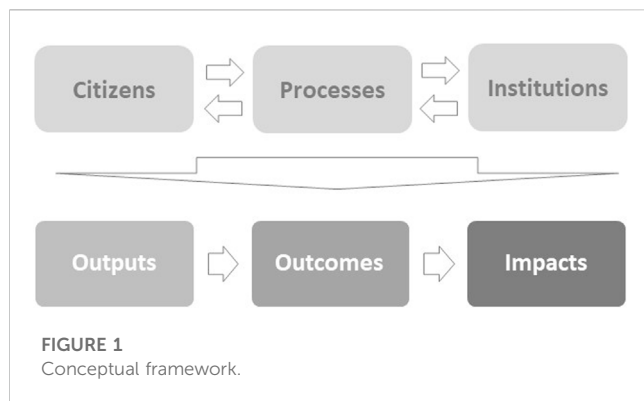 Citizens
Processes
Institutions
Outputs
Outcomes
Impacts
FIGURE 1
Conceptual framework.